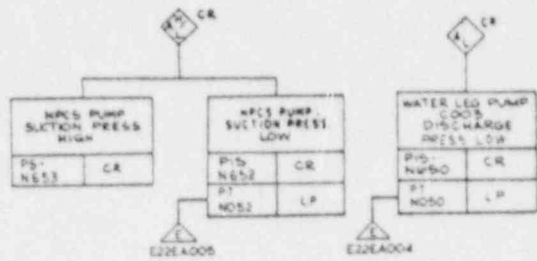 A H/L CR
A L CR
HPCS PUMP
SUCTION PRESS
HIGH
PS-
N653 CR
HPCS PUMP
SUCTION PRESS
LOW
PIS
N652 CR
PT
N052 LP
E
E22EA005
WATER LEG PUMP
C003
DISCHARGE
PRESS LOW
PIS-
N650 CR
PT
N050 LP
E
E22EA004